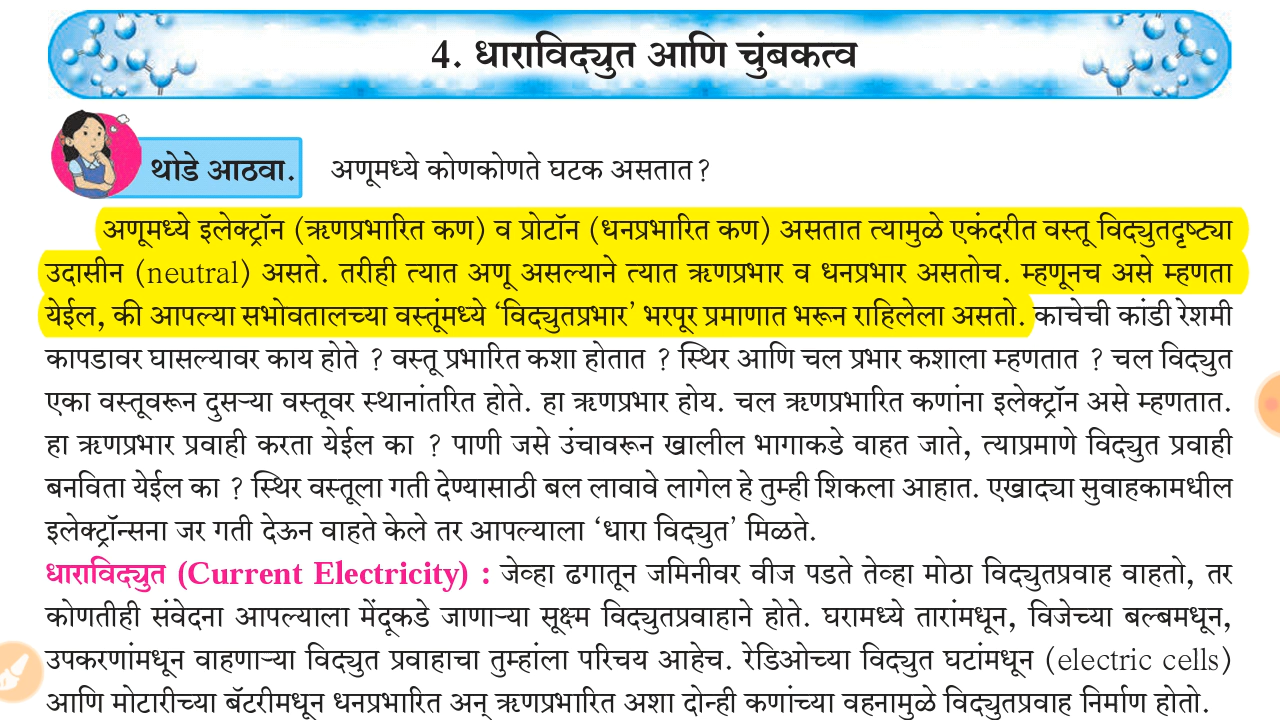 4. धाराविद्युत आणि चुंबकत्व
थोडे आठवा. अणूमध्ये कोणकोणते घटक असतात ?
अणूमध्ये इलेक्ट्रॉन (ऋणप्रभारित कण) व प्रोटॉन (धनप्रभारित कण) असतात त्यामुळे एकंदरीत वस्तू विद्युतदृष्ट्या
उदासीन (neutral) असते. तरीही त्यात अणू असल्याने त्यात ऋणप्रभार व धनप्रभार असतोच. म्हणूनच असे म्हणता
येईल, की आपल्या सभोवतालच्या वस्तूंमध्ये ‘विद्युतप्रभार’ भरपूर प्रमाणात भरून राहिलेला असतो. काचेची कांडी रेशमी
कापडावर घासल्यावर काय होते ? वस्तू प्रभारित कशा होतात ? स्थिर आणि चल प्रभार कशाला म्हणतात ? चल विद्युत
एका वस्तूवरून दुसऱ्या वस्तूवर स्थानांतरित होते. हा ऋणप्रभार होय. चल ऋणप्रभारित कणांना इलेक्ट्रॉन असे म्हणतात.
हा ऋणप्रभार प्रवाही करता येईल का ? पाणी जसे उंचावरून खालील भागाकडे वाहत जाते, त्याप्रमाणे विद्युत प्रवाही
बनविता येईल का ? स्थिर वस्तूला गती देण्यासाठी बल लावावे लागेल हे तुम्ही शिकला आहात. एखाद्या सुवाहकामधील
इलेक्ट्रॉन्सना जर गती देऊन वाहते केले तर आपल्याला ‘धारा विद्युत’ मिळते.
धाराविद्युत (Current Electricity) : जेव्हा ढगातून जमिनीवर वीज पडते तेव्हा मोठा विद्युतप्रवाह वाहतो, तर
कोणतीही संवेदना आपल्याला मेंदूकडे जाणाऱ्या सूक्ष्म विद्युतप्रवाहाने होते. घरामध्ये तारांमधून, विजेच्या बल्बमधून,
उपकरणांमधून वाहणाऱ्या विद्युत प्रवाहाचा तुम्हांला परिचय आहेच. रेडिओच्या विद्युत घटांमधून (electric cells)
आणि मोटारीच्या बॅटरीमधून धनप्रभारित अन् ऋणप्रभारित अशा दोन्ही कणांच्या वहनामुळे विद्युतप्रवाह निर्माण होतो.